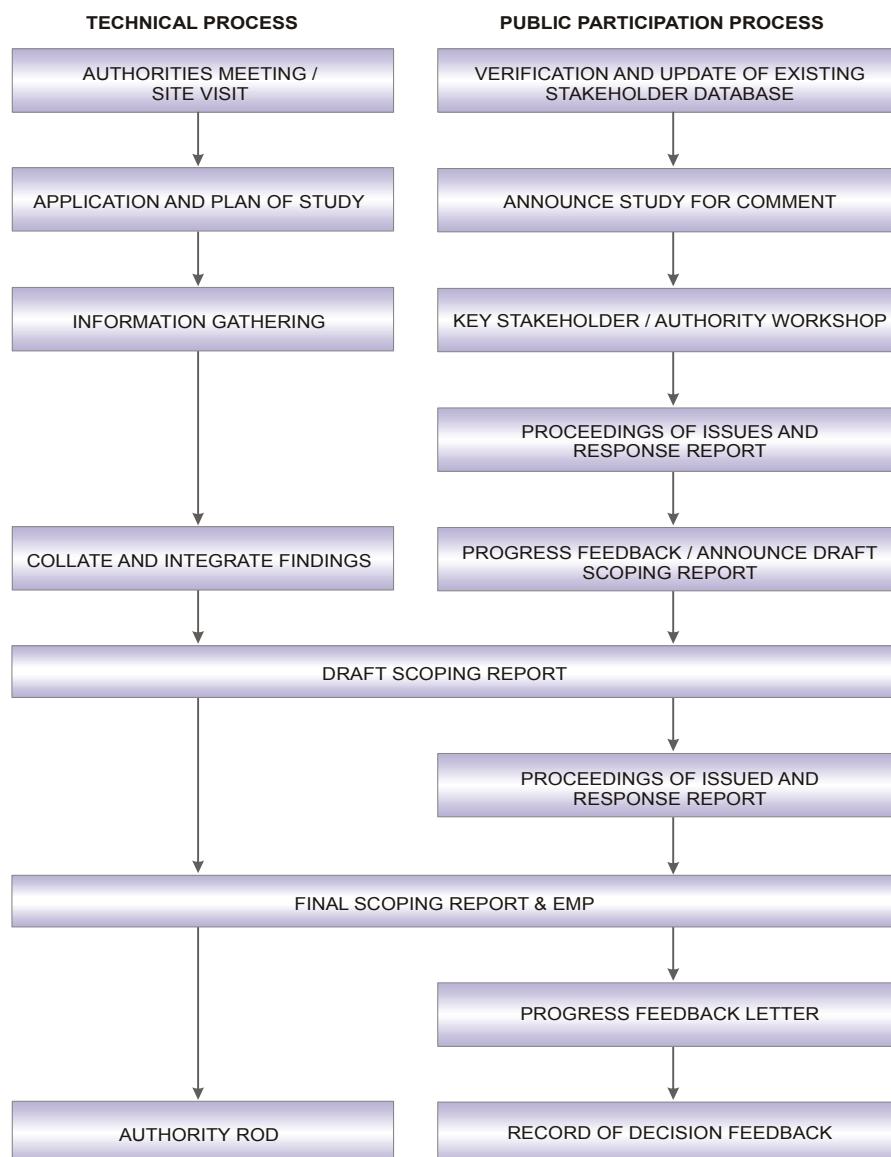 TECHNICAL PROCESS
PUBLIC PARTICIPATION PROCESS
AUTHORITIES MEETING /
SITE VISIT
VERIFICATION AND UPDATE OF EXISTING
STAKEHOLDER DATABASE
APPLICATION AND PLAN OF STUDY
ANNOUNCE STUDY FOR COMMENT
INFORMATION GATHERING
KEY STAKEHOLDER / AUTHORITY WORKSHOP
PROCEEDINGS OF ISSUES AND
RESPONSE REPORT
COLLATE AND INTEGRATE FINDINGS
PROGRESS FEEDBACK / ANNOUNCE DRAFT
SCOPING REPORT
DRAFT SCOPING REPORT
PROCEEDINGS OF ISSUED AND
RESPONSE REPORT
FINAL SCOPING REPORT & EMP
PROGRESS FEEDBACK LETTER
AUTHORITY ROD
RECORD OF DECISION FEEDBACK